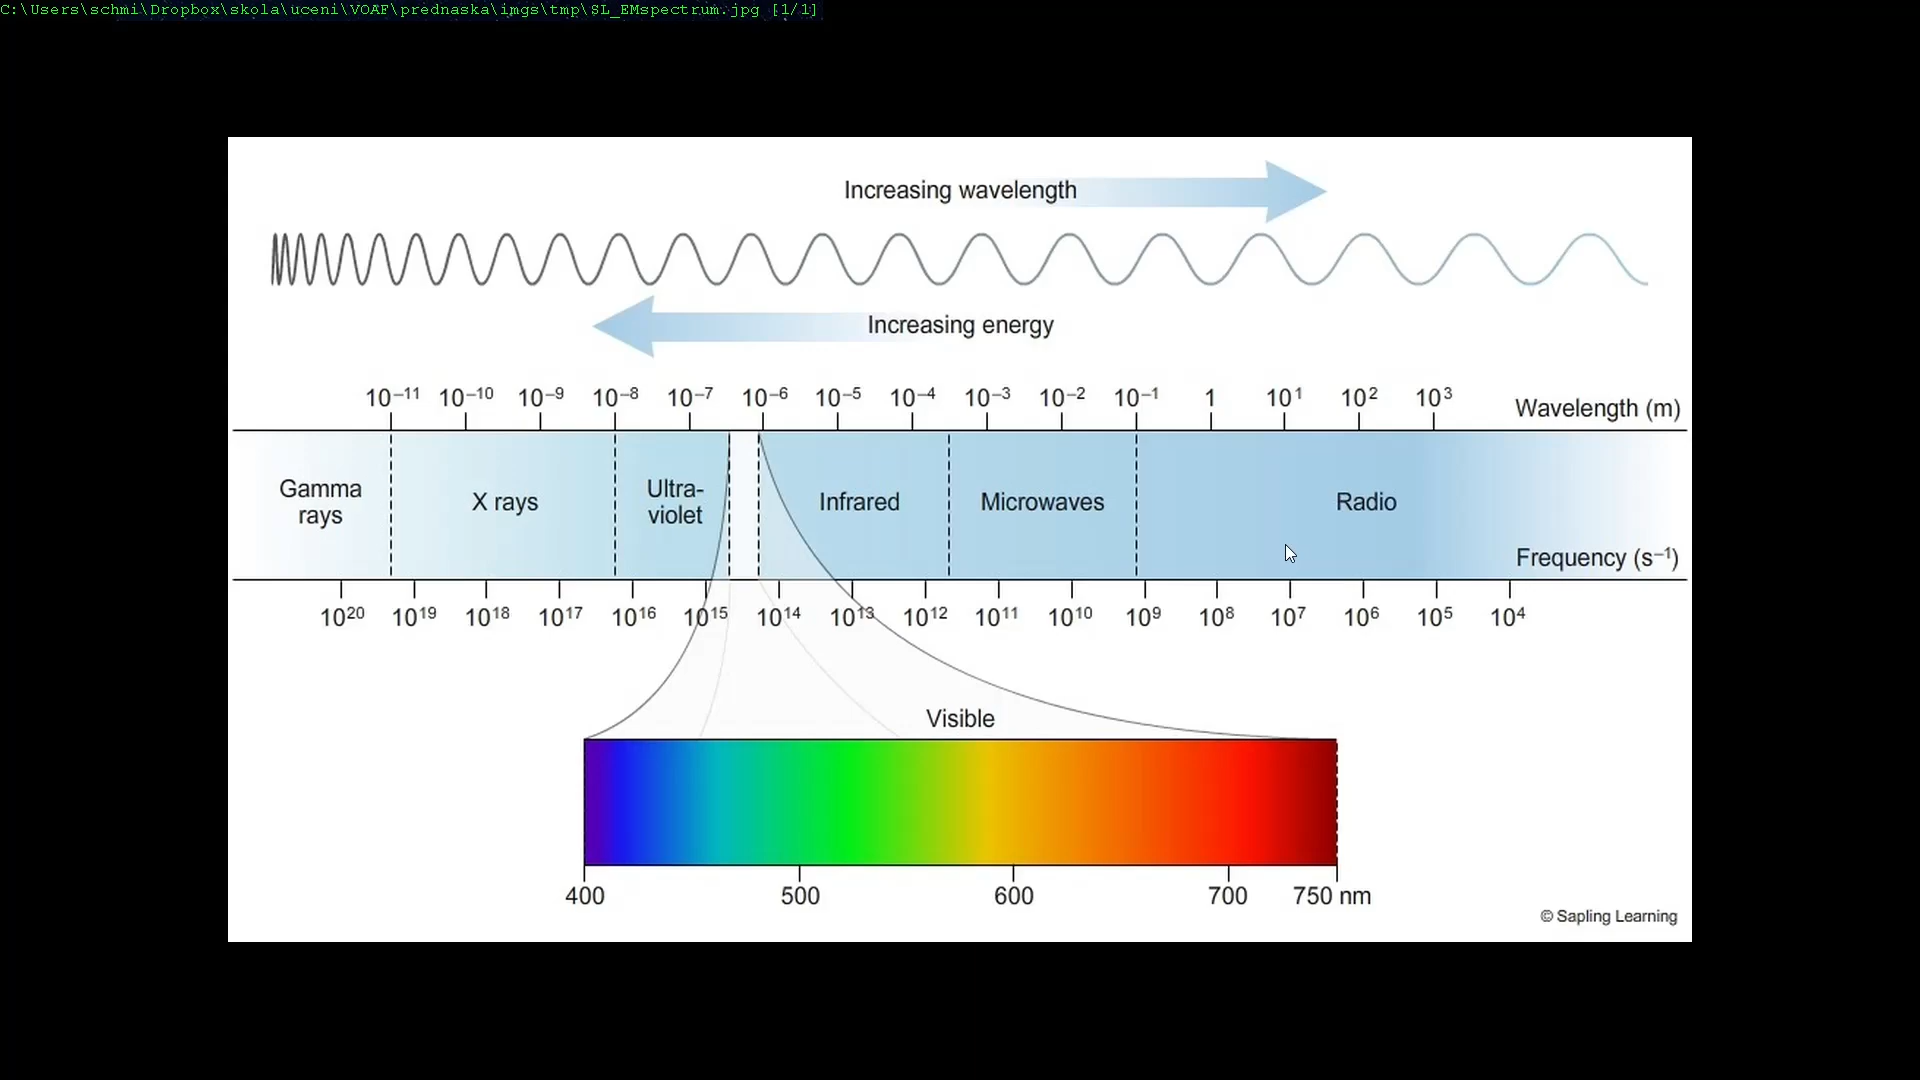 C:\Users\schmi\Dropbox\skola\uceni\VOAF\prednaska\imgs\tmp\SL_EMspectrum.jpg [1/1]
Increasing wavelength
Increasing energy
10⁻¹¹ 10⁻¹⁰ 10⁻⁹ 10⁻⁸ 10⁻⁷ 10⁻⁶ 10⁻⁵ 10⁻⁴ 10⁻³ 10⁻² 10⁻¹ 1 10¹ 10² 10³ Wavelength (m)
Gamma
rays
X rays
Ultra-
violet
Infrared
Microwaves
Radio
Frequency (s⁻¹)
10²⁰ 10¹⁹ 10¹⁸ 10¹⁷ 10¹⁶ 10¹⁵ 10¹⁴ 10¹³ 10¹² 10¹¹ 10¹⁰ 10⁹ 10⁸ 10⁷ 10⁶ 10⁵ 10⁴
Visible
400 500 600 700 750 nm
© Sapling Learning